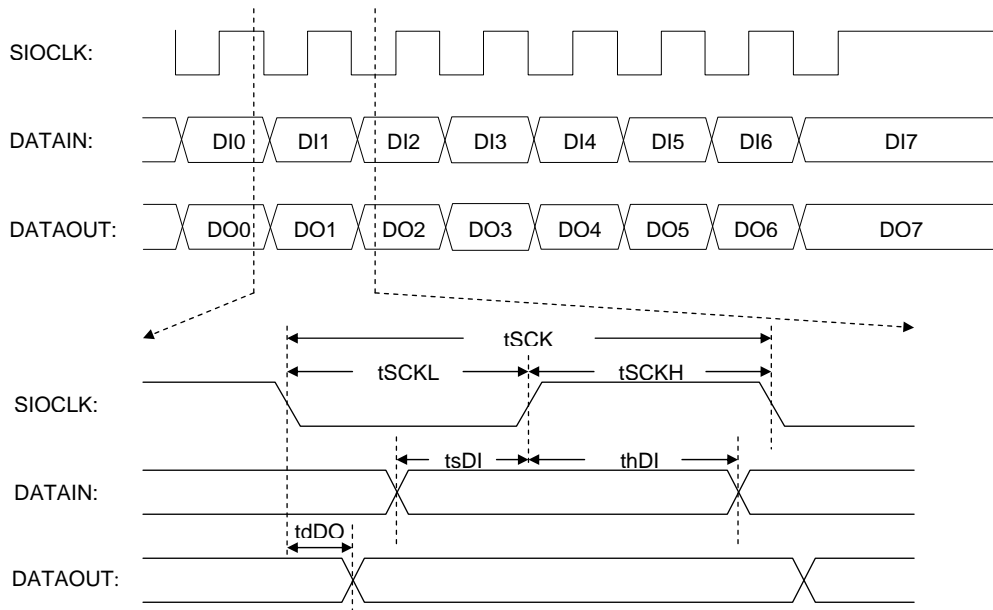 SIOCLK:
DATAIN: DI0 DI1 DI2 DI3 DI4 DI5 DI6 DI7
DATAOUT: DO0 DO1 DO2 DO3 DO4 DO5 DO6 DO7
tSCK
tSCKL tSCKH
SIOCLK:
tsDI thDI
DATAIN:
tdDO
DATAOUT: